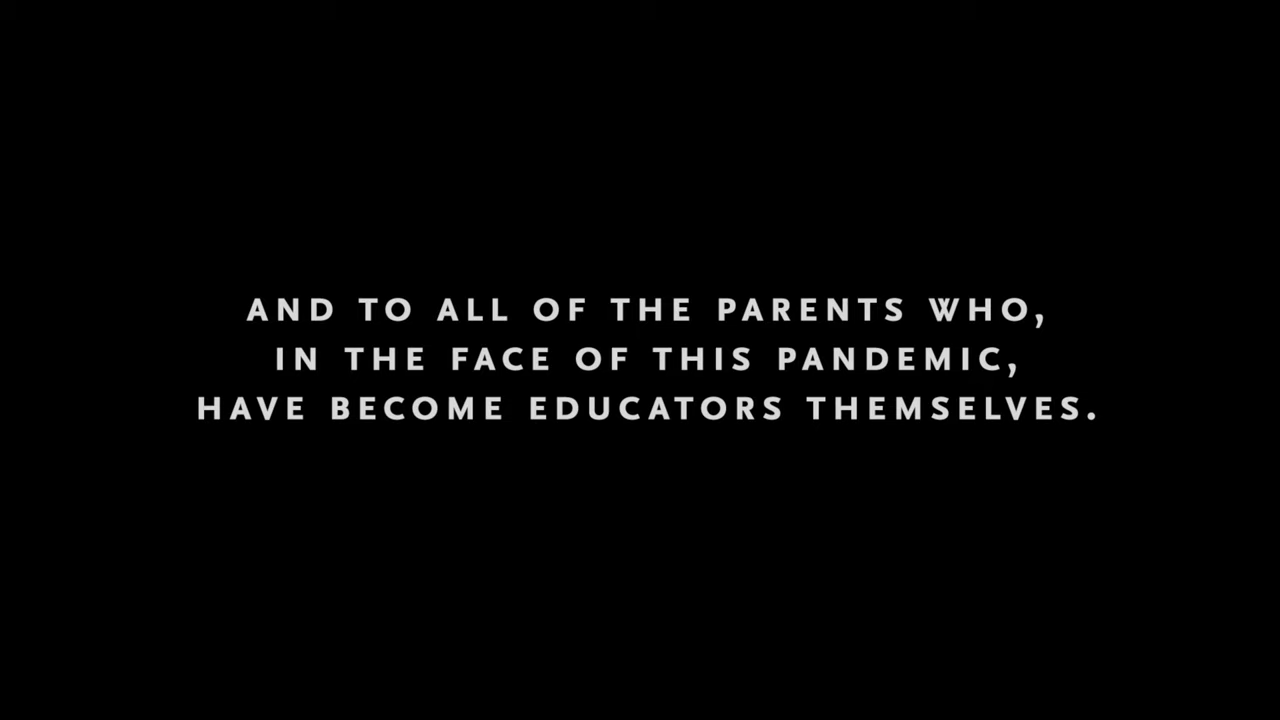 AND TO ALL OF THE PARENTS WHO,
IN THE FACE OF THIS PANDEMIC,
HAVE BECOME EDUCATORS THEMSELVES.